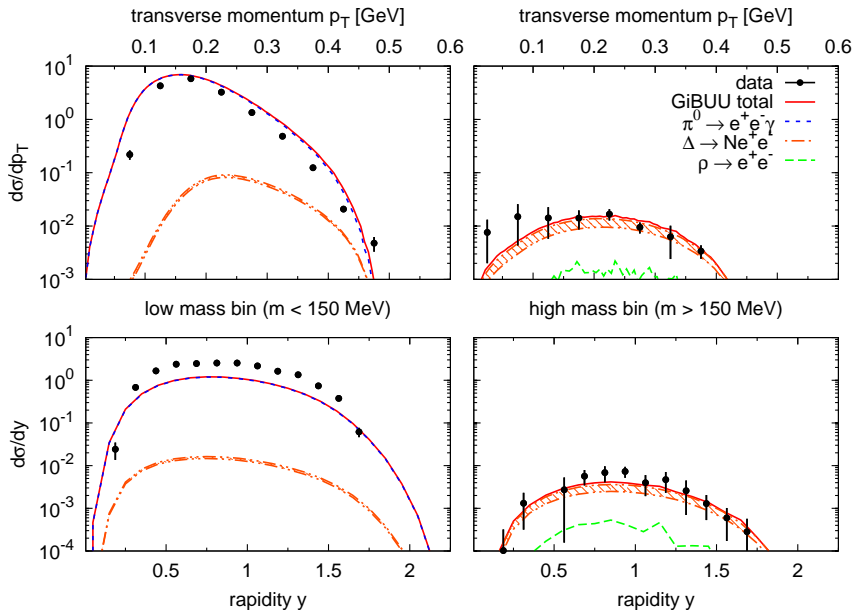 transverse momentum p_T [GeV]
transverse momentum p_T [GeV]
0.1 0.2 0.3 0.4 0.5 0.6
0.1 0.2 0.3 0.4 0.5 0.6
10^1
10^0
10^-1
10^-2
10^-3
dσ/dp_T
data
GiBUU total
π^0 → e^+e^-γ
Δ → Ne^+e^-
ρ → e^+e^-
low mass bin (m < 150 MeV)
high mass bin (m > 150 MeV)
10^1
10^0
10^-1
10^-2
10^-3
10^-4
dσ/dy
0.5 1 1.5 2
0.5 1 1.5 2
rapidity y
rapidity y